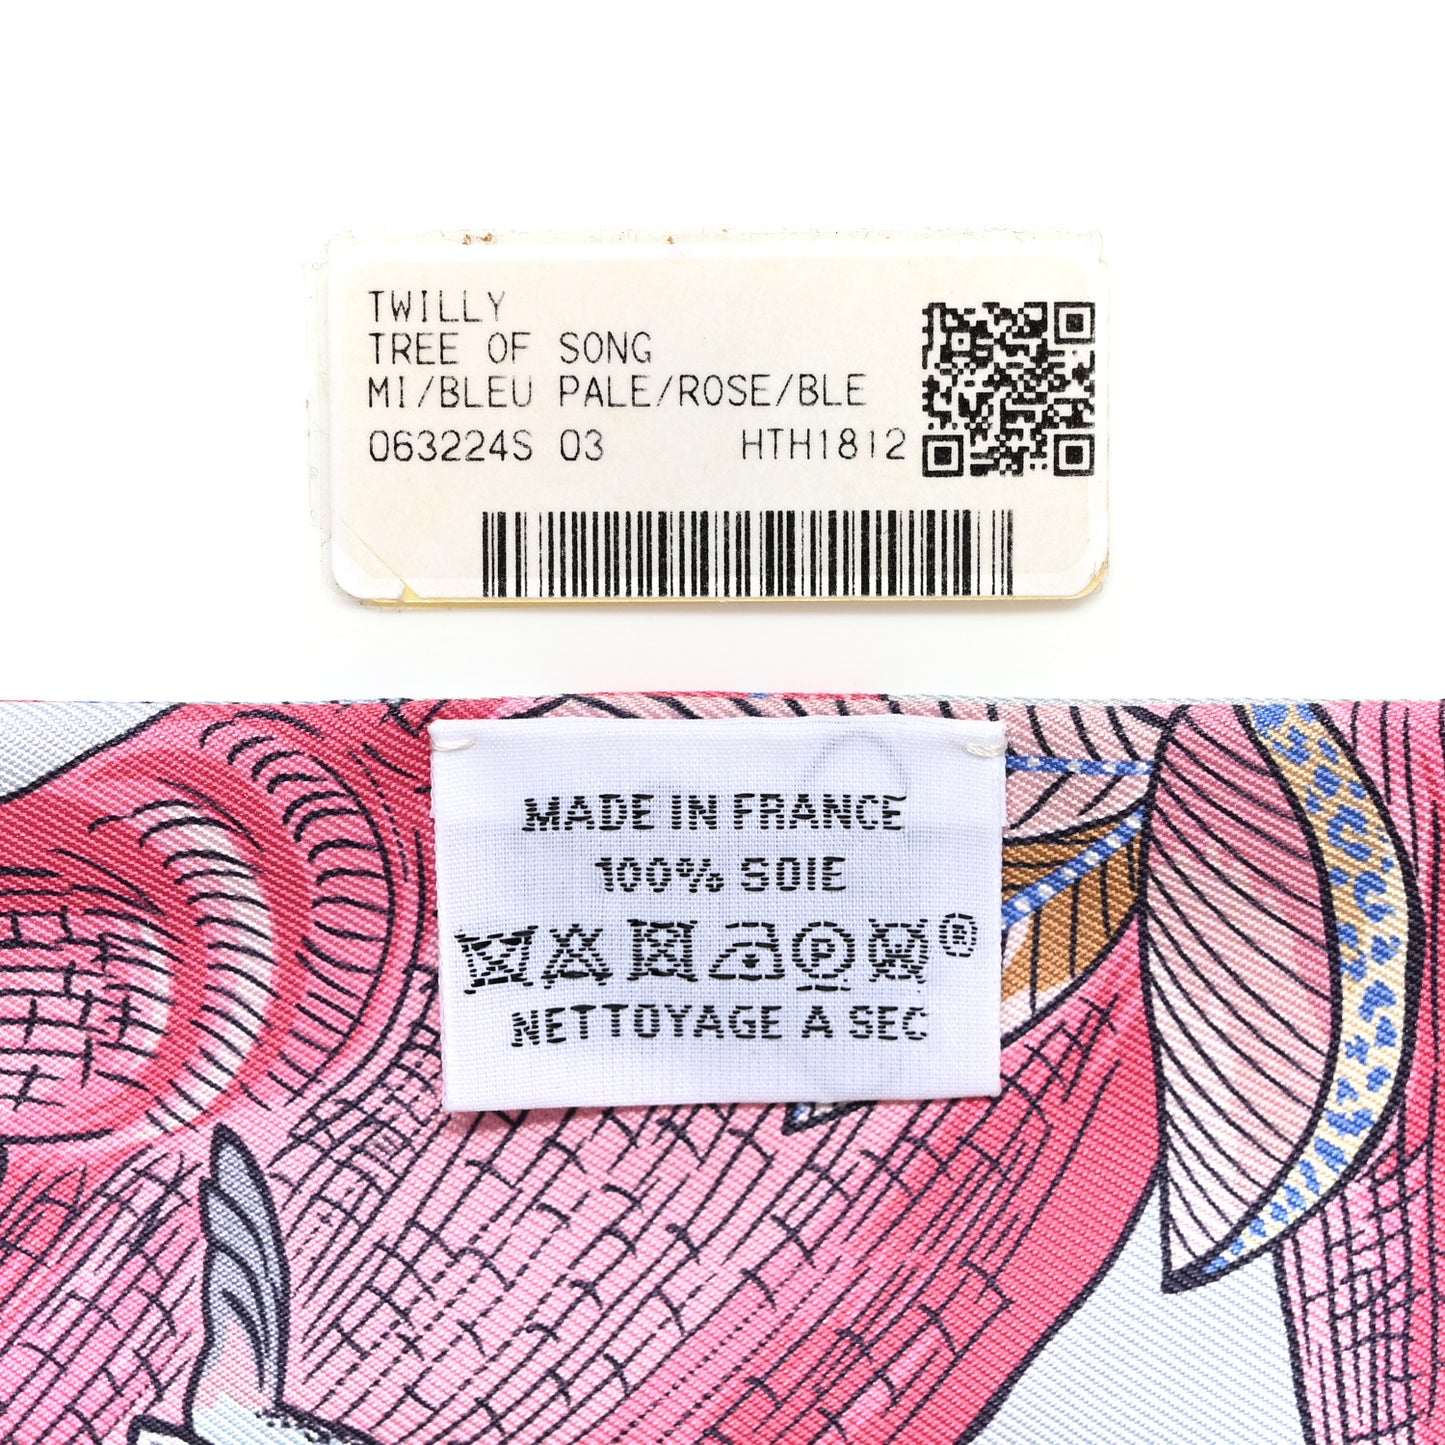 TWILLY
TREE OF SONG
MI/BLEU PALE/ROSE/BLE
063224S 03 HTH1812
MADE IN FRANCE
100% SOIE
P ®
NETTOYAGE A SEC